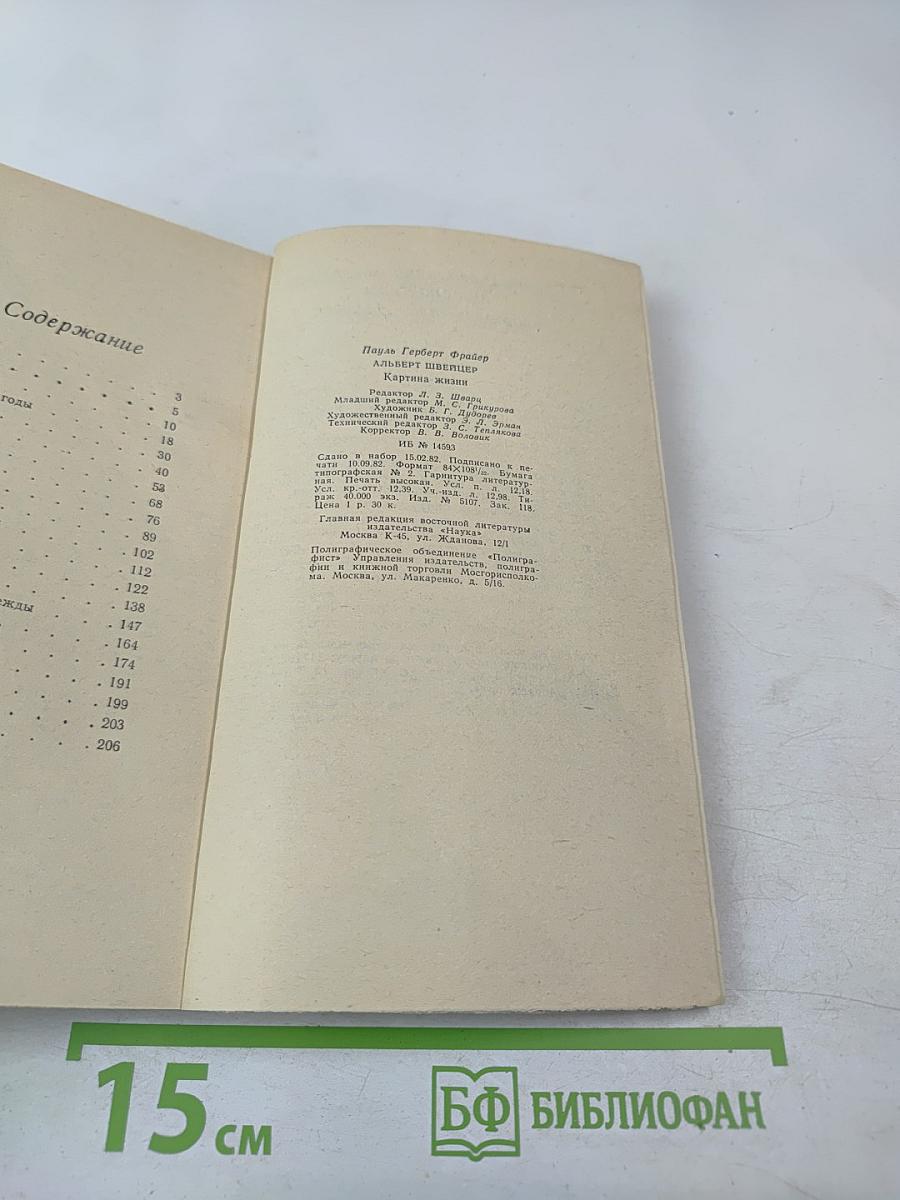 Содержание
3
годы
5
10
18
30
40
53
68
76
89
102
112
122
138
147
164
174
191
199
203
206
Пауль Герберт Фрайер
АЛЬБЕРТ ШВЕЙЦЕР
Картина жизни
Редактор Л. З. Шварц
Младший редактор М. С. Грикурова
Художник Б. Г. Дударев
Художественный редактор Э. Л. Эрман
Технический редактор З. С. Теплякова
Корректор В. В. Воловик
ИБ № 14593
Сдано в набор 15.02.82. Подписано к пе-
чати 10.09.82. Формат 84×108¹/₃₂. Бумага
типографская № 2. Гарнитура литератур-
ная. Печать высокая. Усл. п. л. 12,18.
Усл. кр.-отт. 12,39. Уч.-изд. л. 12,98. Ти-
раж 40.000 экз. Изд. № 5107. Зак. 118.
Цена 1 р. 30 к.
Главная редакция восточной литературы
издательства «Наука»
Москва К-45, ул. Жданова, 12/1
Полиграфическое объединение «Полигра-
фист» Управления издательств, полигра-
фии и книжной торговли Мосгорисполко-
ма. Москва, ул. Макаренко, д. 5/16.
15 см
БФ БИБЛИОФАН